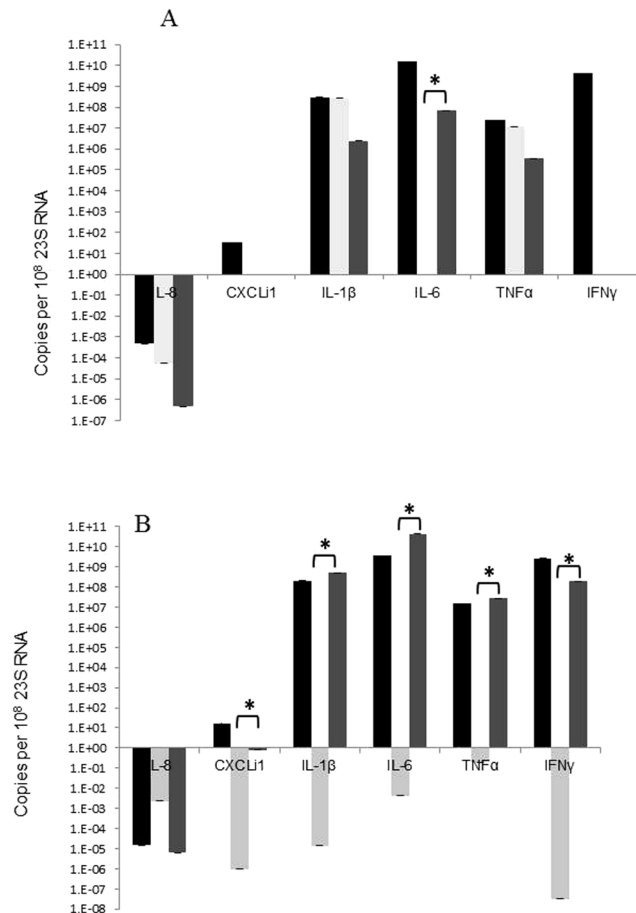 A
Copies per 10⁸ 23S RNA
1.E+11
1.E+10
1.E+09
1.E+08
1.E+07
1.E+06
1.E+05
1.E+04
1.E+03
1.E+02
1.E+01
1.E+00
1.E-01
1.E-02
1.E-03
1.E-04
1.E-05
1.E-06
1.E-07
*
L-8 CXCLi1 IL-1β IL-6 TNFα IFNγ
B
Copies per 10⁸ 23S RNA
1.E+11
1.E+10
1.E+09
1.E+08
1.E+07
1.E+06
1.E+05
1.E+04
1.E+03
1.E+02
1.E+01
1.E+00
1.E-01
1.E-02
1.E-03
1.E-04
1.E-05
1.E-06
1.E-07
1.E-08
* * * * *
L-8 CXCLi1 IL-1β IL-6 TNFα IFNγ